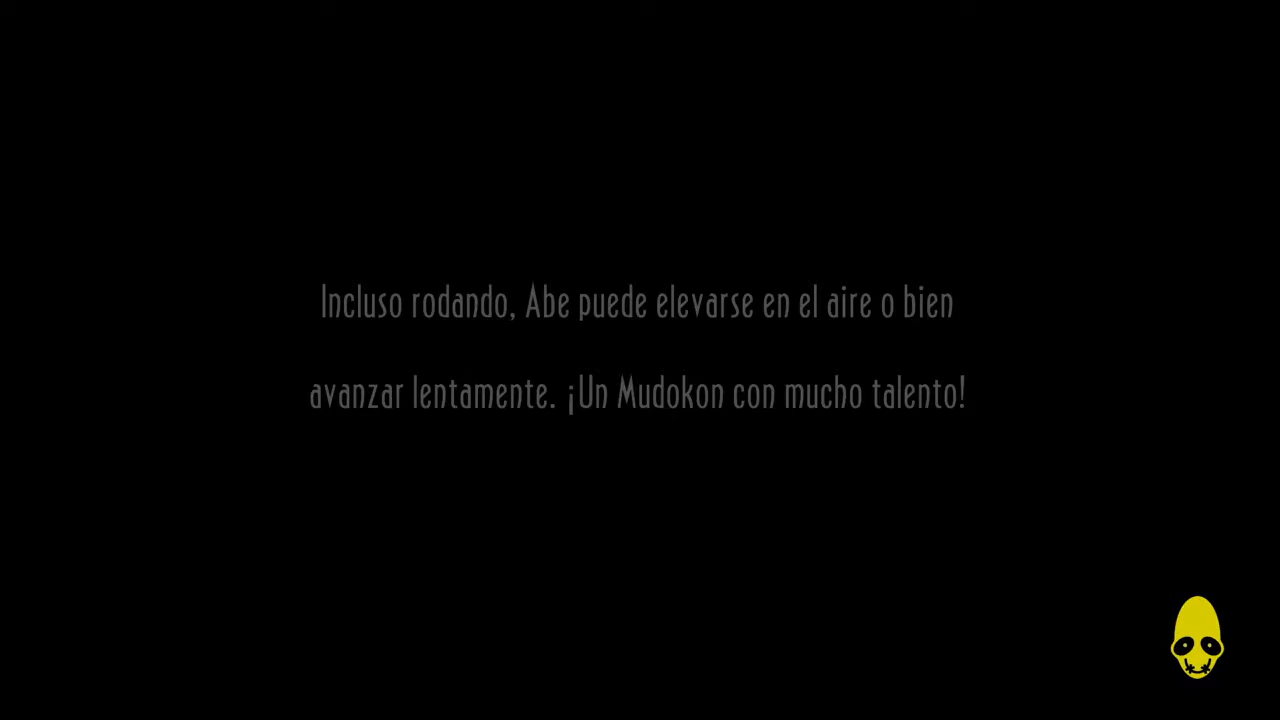 Incluso rodando, Abe puede elevarse en el aire o bien
avanzar lentamente. ¡Un Mudokon con mucho talento!